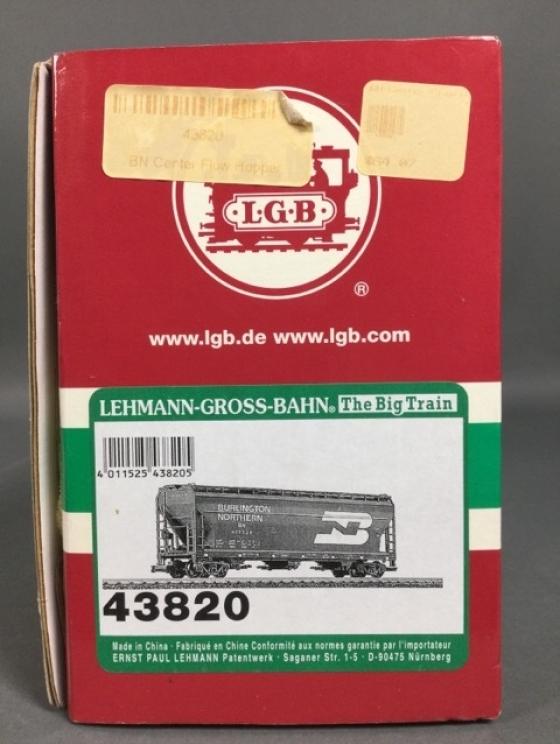 43820
BN Center Flow Hopper
L·G·B
®
www.lgb.de www.lgb.com
LEHMANN-GROSS-BAHN® The Big Train
4 011525 438205
BURLINGTON
NORTHERN
BN
43820
Made in China · Fabriqué en Chine Conformité aux normes garantie par l'importateur
ERNST PAUL LEHMANN Patentwerk · Saganer Str. 1-5 · D-90475 Nürnberg